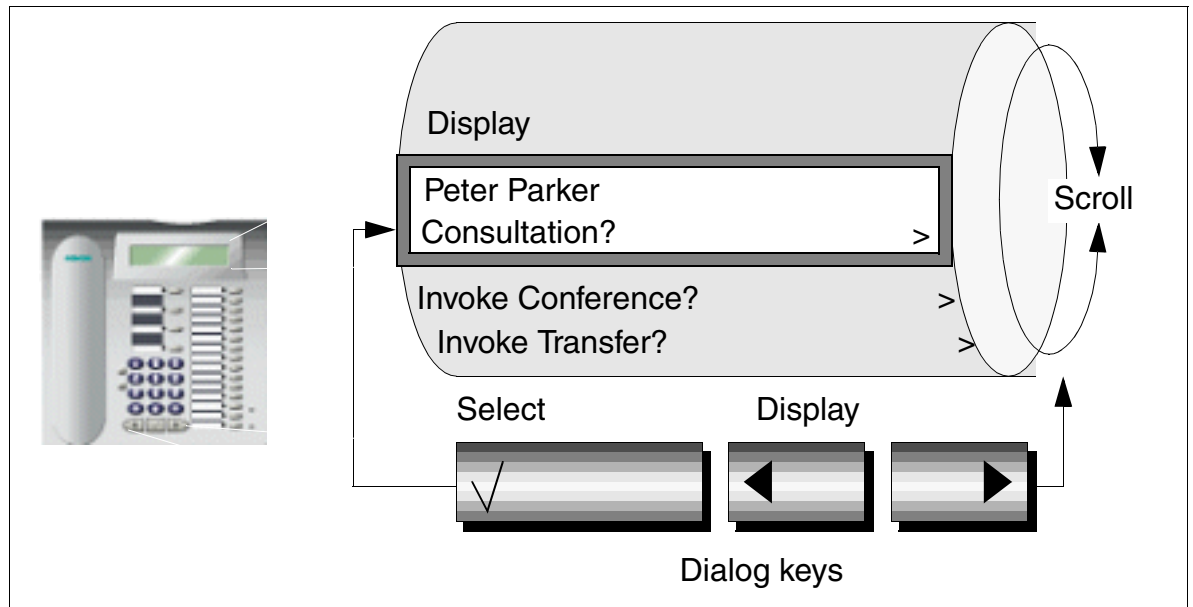 Display
Peter Parker
Consultation? >
Scroll
Invoke Conference? >
Invoke Transfer? >
Select
Display
Dialog keys